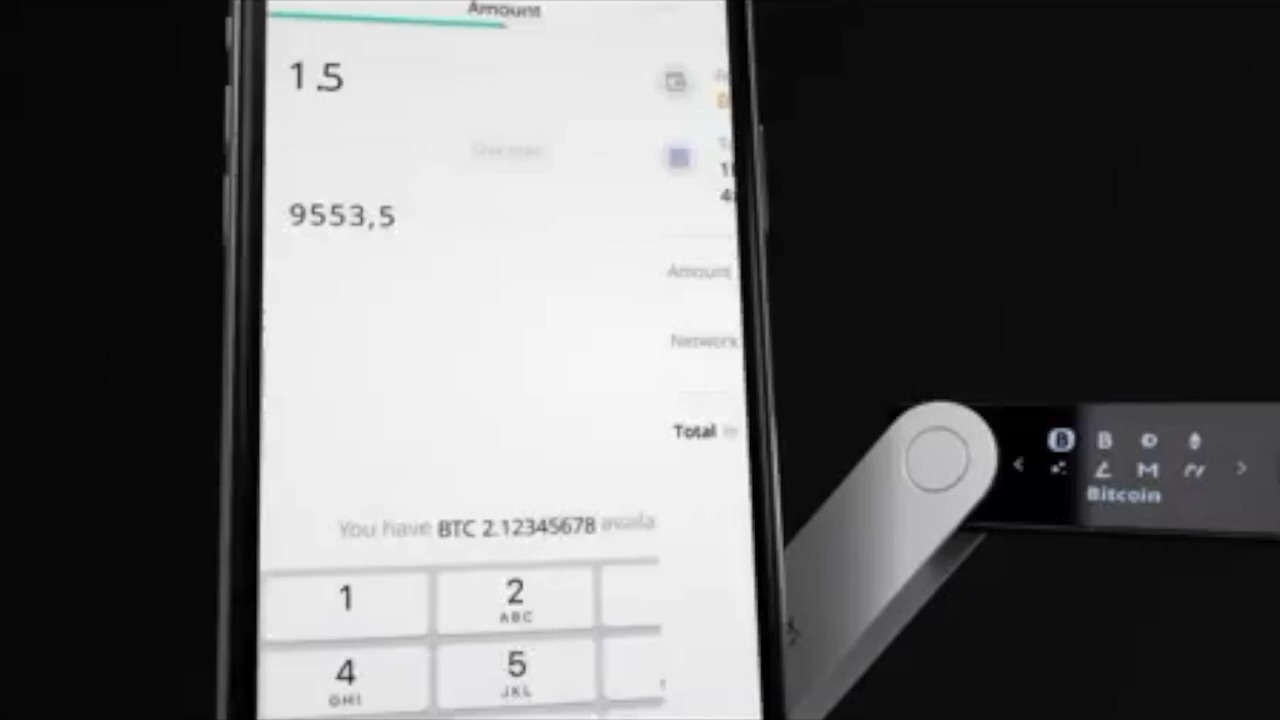 Amount
1.5
9553,5
Amount
Network
Total
You have BTC 2.12345678
1
2
ABC
4
GHI
5
JKL
Bitcoin